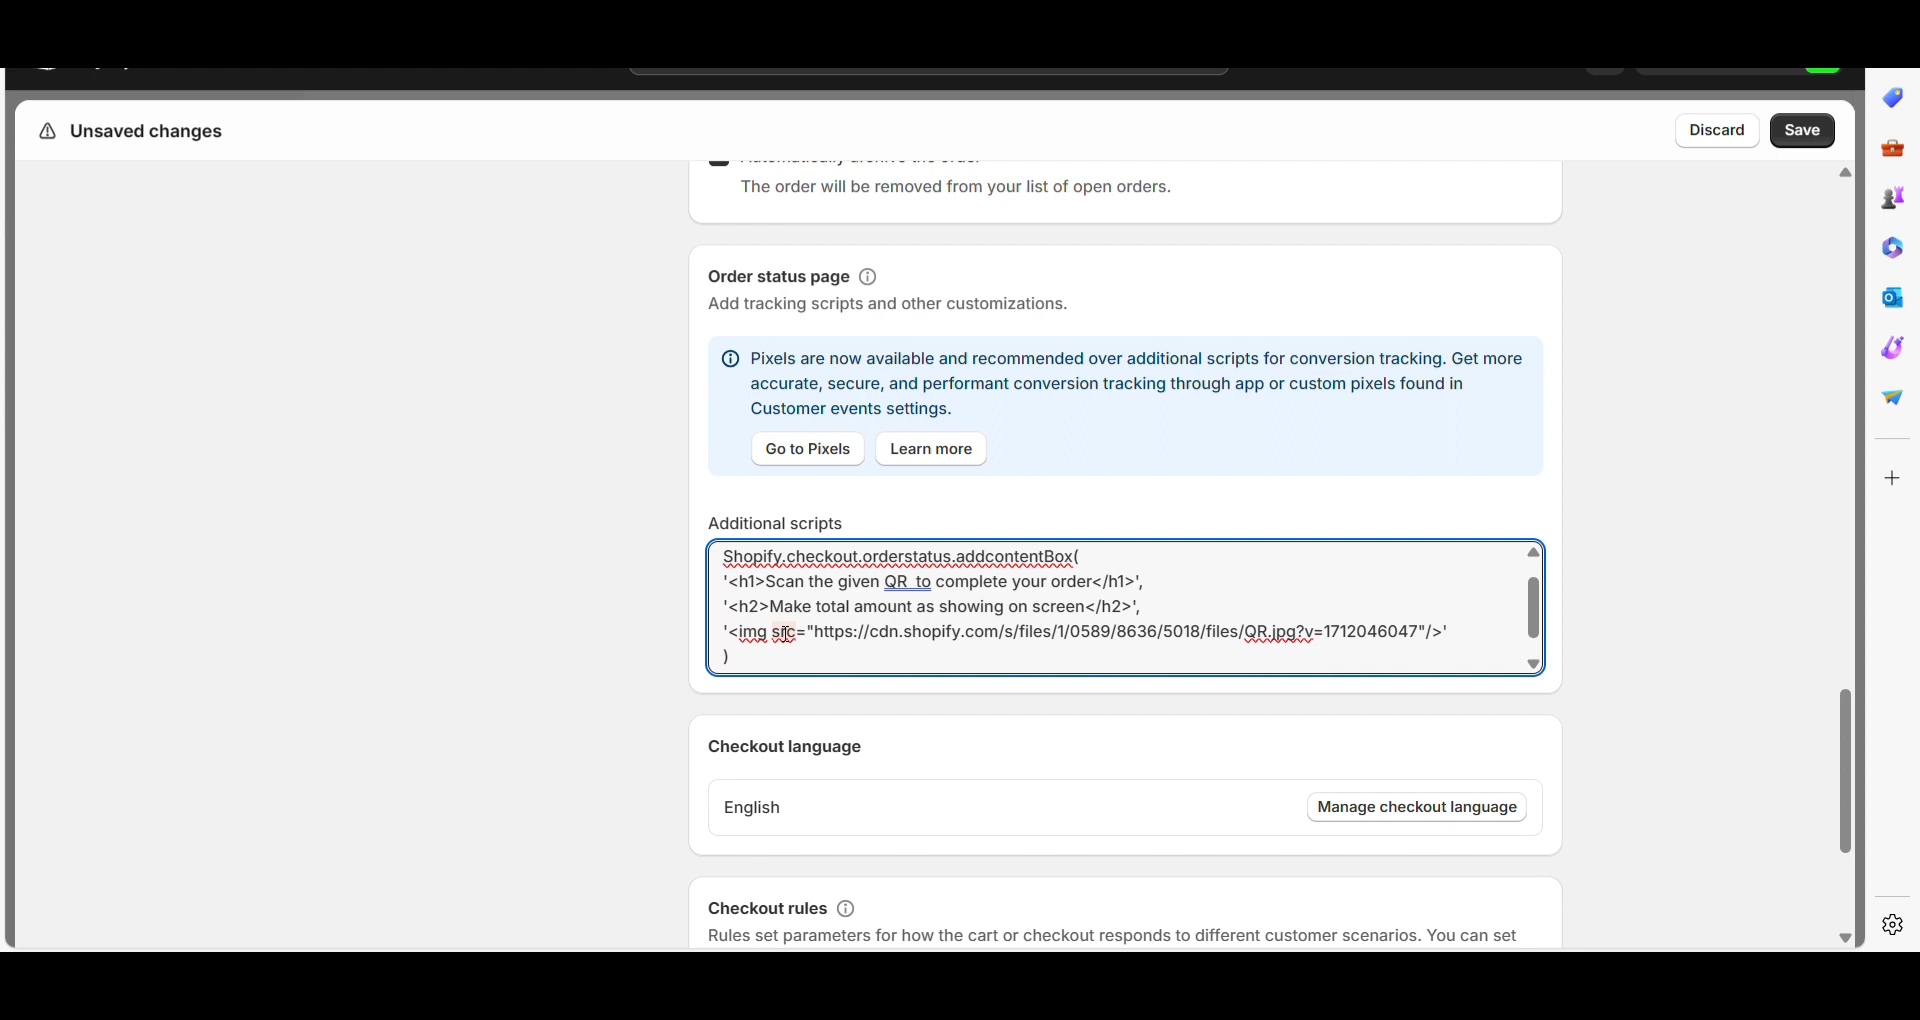 Unsaved changes
Discard
Save
Automatically archive the order
The order will be removed from your list of open orders.
Order status page
Add tracking scripts and other customizations.
Pixels are now available and recommended over additional scripts for conversion tracking. Get more
accurate, secure, and performant conversion tracking through app or custom pixels found in
Customer events settings.
Go to Pixels
Learn more
Additional scripts
Shopify.checkout.orderstatus.addcontentBox(
'<h1>Scan the given QR  to complete your order</h1>',
'<h2>Make total amount as showing on screen</h2>',
'<img src="https://cdn.shopify.com/s/files/1/0589/8636/5018/files/QR.jpg?v=1712046047"/>'
)
Checkout language
English
Manage checkout language
Checkout rules
Rules set parameters for how the cart or checkout responds to different customer scenarios. You can set